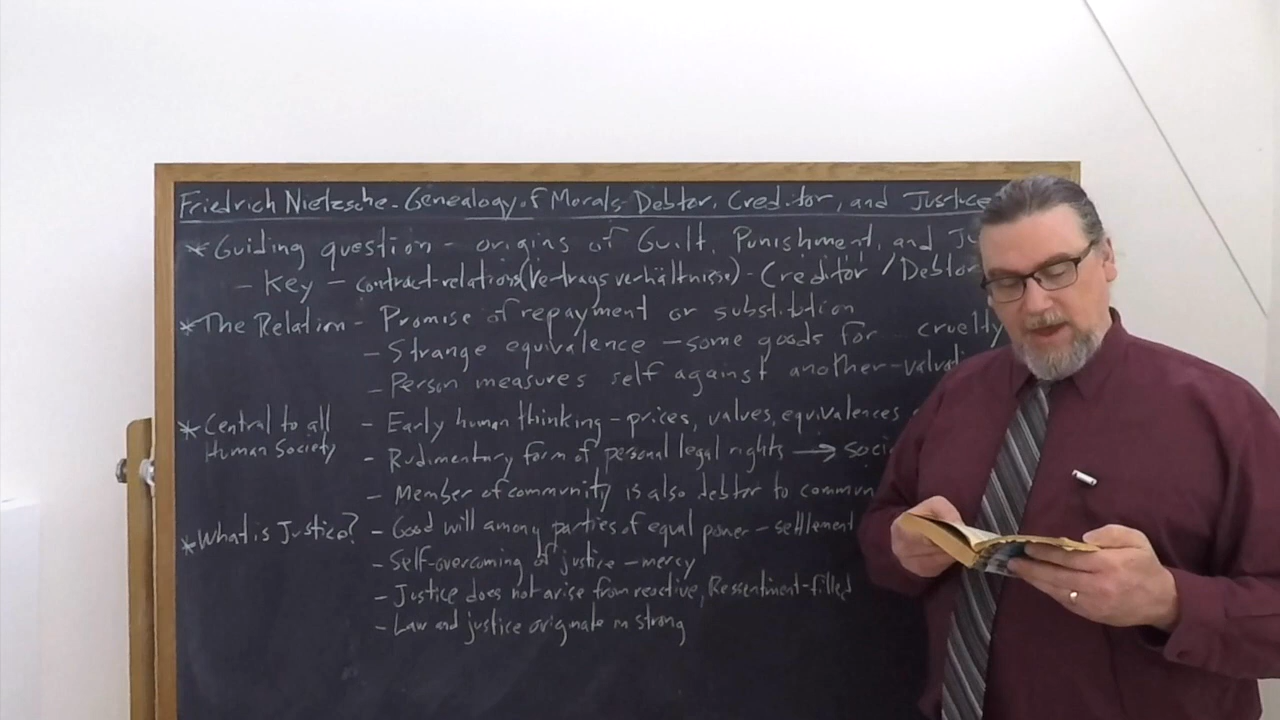 Friedrich Nietzsche - Genealogy of Morals - Debtor, Creditor, and Justice
* Guiding question - origins of Guilt, Punishment, and
- Key - contract-relations (Vertragsverhältnisse) - Creditor / Debtor
* The Relation - Promise of repayment or substitution
- Strange equivalence - some goods for cruelty
- Person measures self against another -
* Central to all - Early human thinking - prices, values, equivalences
Human Society
- Rudimentary form of personal legal rights →
- Member of community is also debtor to
* What is Justice? - Good will among parties of equal power - settlement
- Self-overcoming of justice - mercy
- Justice does not arise from reactive, Ressentiment-filled
- Law and justice originate in strong